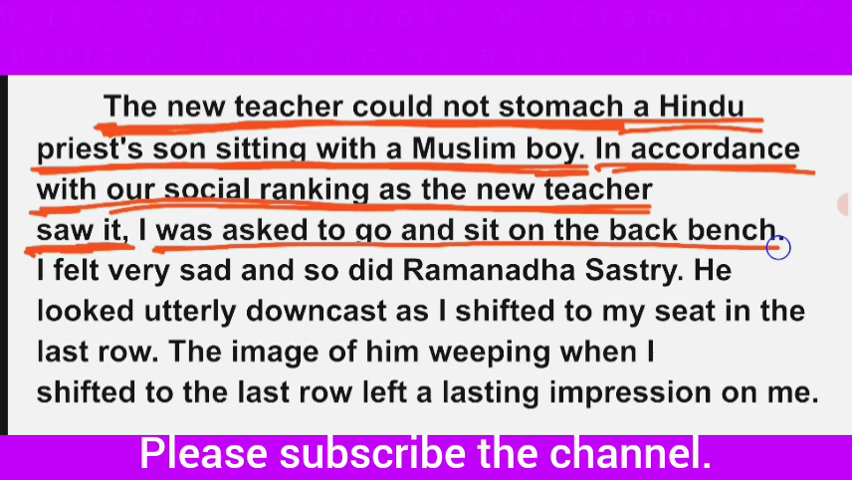 The new teacher could not stomach a Hindu
priest's son sitting with a Muslim boy. In accordance
with our social ranking as the new teacher
saw it, I was asked to go and sit on the back bench.
I felt very sad and so did Ramanadha Sastry. He
looked utterly downcast as I shifted to my seat in the
last row. The image of him weeping when I
shifted to the last row left a lasting impression on me.
Please subscribe the channel.